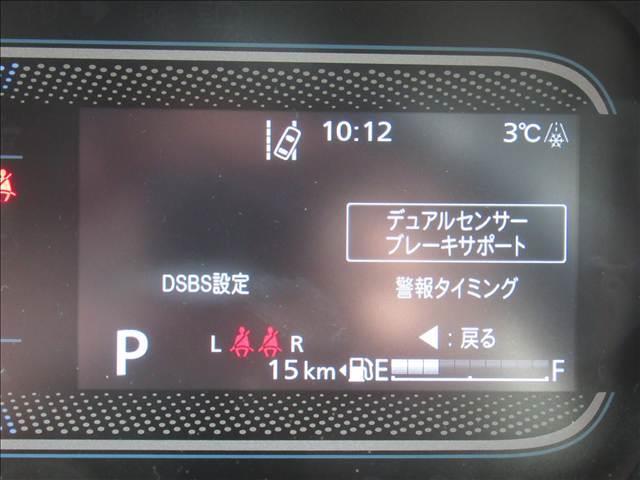 10:12
3℃
デュアルセンサー
ブレーキサポート
DSBS設定
警報タイミング
P
L R
◀:戻る
15km
E F